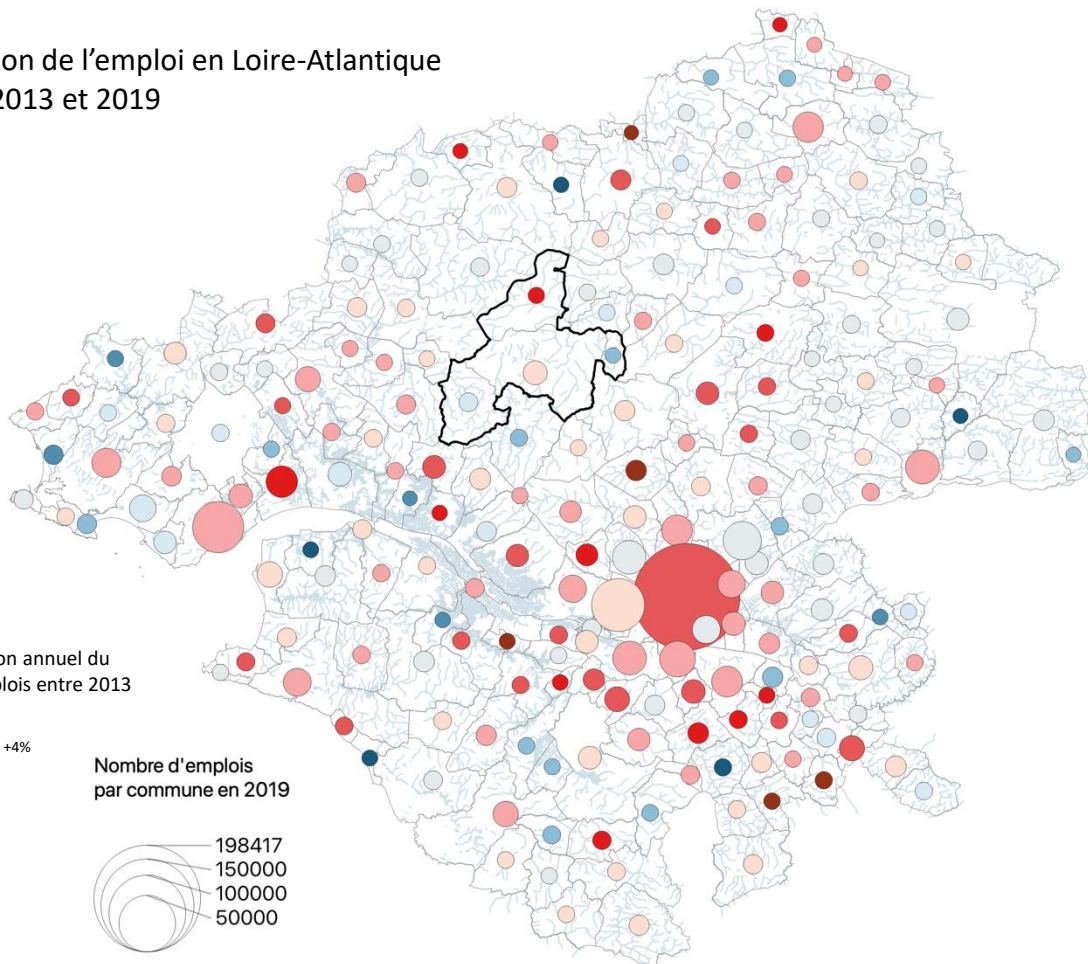 on de l’emploi en Loire-Atlantique
2013 et 2019
on annuel du
plois entre 2013
+4%
Nombre d'emplois
par commune en 2019
198417
150000
100000
50000